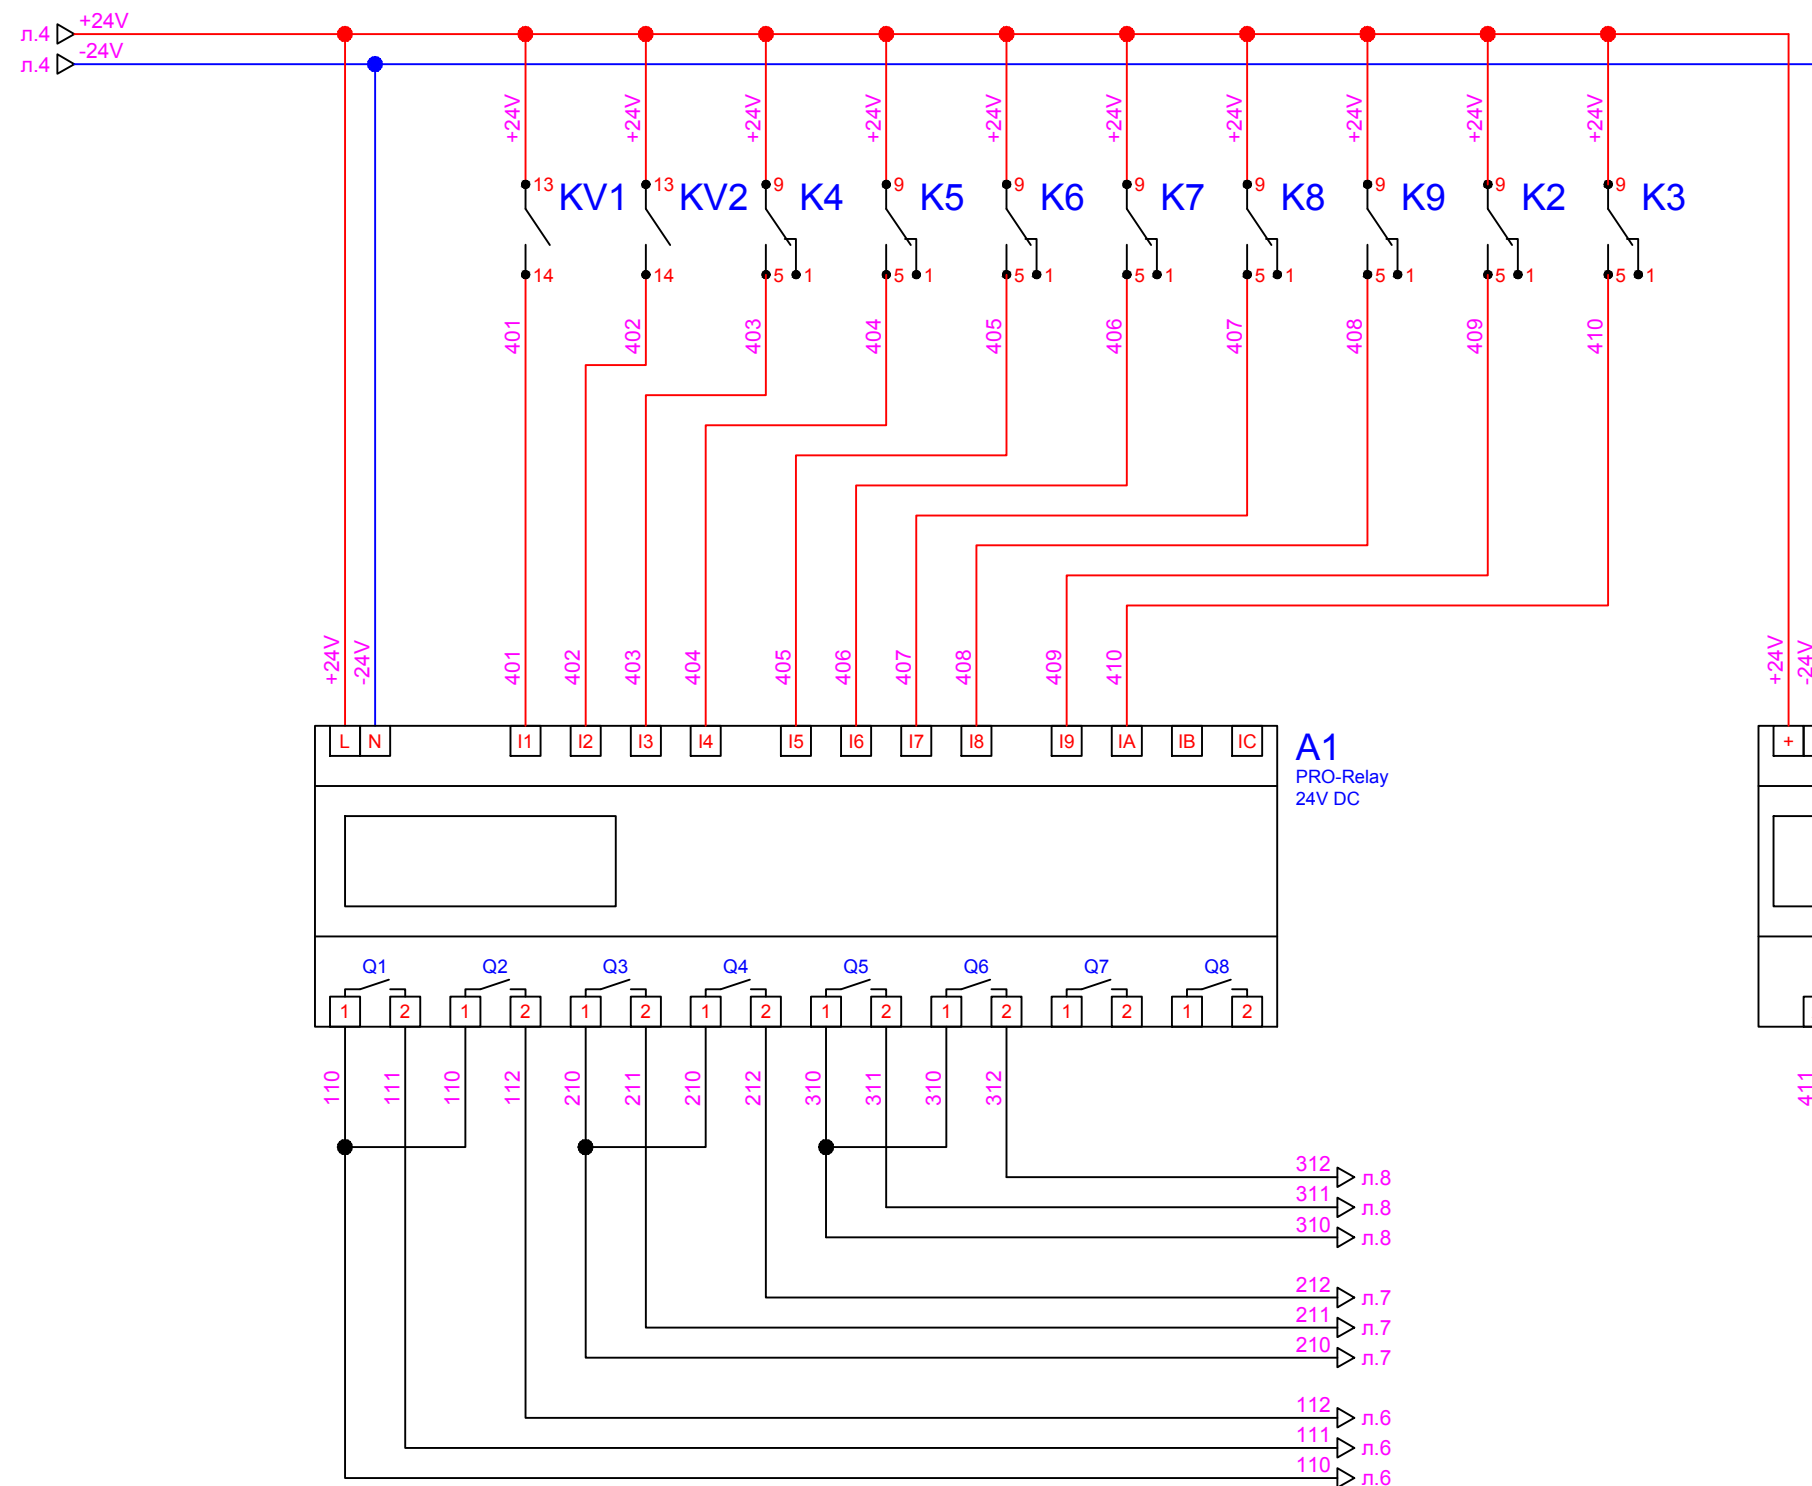 л.4 +24V
л.4 -24V
+24V +24V +24V +24V +24V +24V +24V +24V +24V +24V
13 KV1 13 KV2 9 K4 9 K5 9 K6 9 K7 9 K8 9 K9 9 K2 9 K3
14 14 5 1 5 1 5 1 5 1 5 1 5 1 5 1 5 1
401 402 403 404 405 406 407 408 409 410
+24V -24V 401 402 403 404 405 406 407 408 409 410 +24V -24V
L N I1 I2 I3 I4 I5 I6 I7 I8 I9 IA IB IC +
A1
PRO-Relay
24V DC
Q1 Q2 Q3 Q4 Q5 Q6 Q7 Q8
1 2 1 2 1 2 1 2 1 2 1 2 1 2 1 2
110 111 110 112 210 211 210 212 310 311 310 312 411
312 л.8
311 л.8
310 л.8
212 л.7
211 л.7
210 л.7
112 л.6
111 л.6
110 л.6